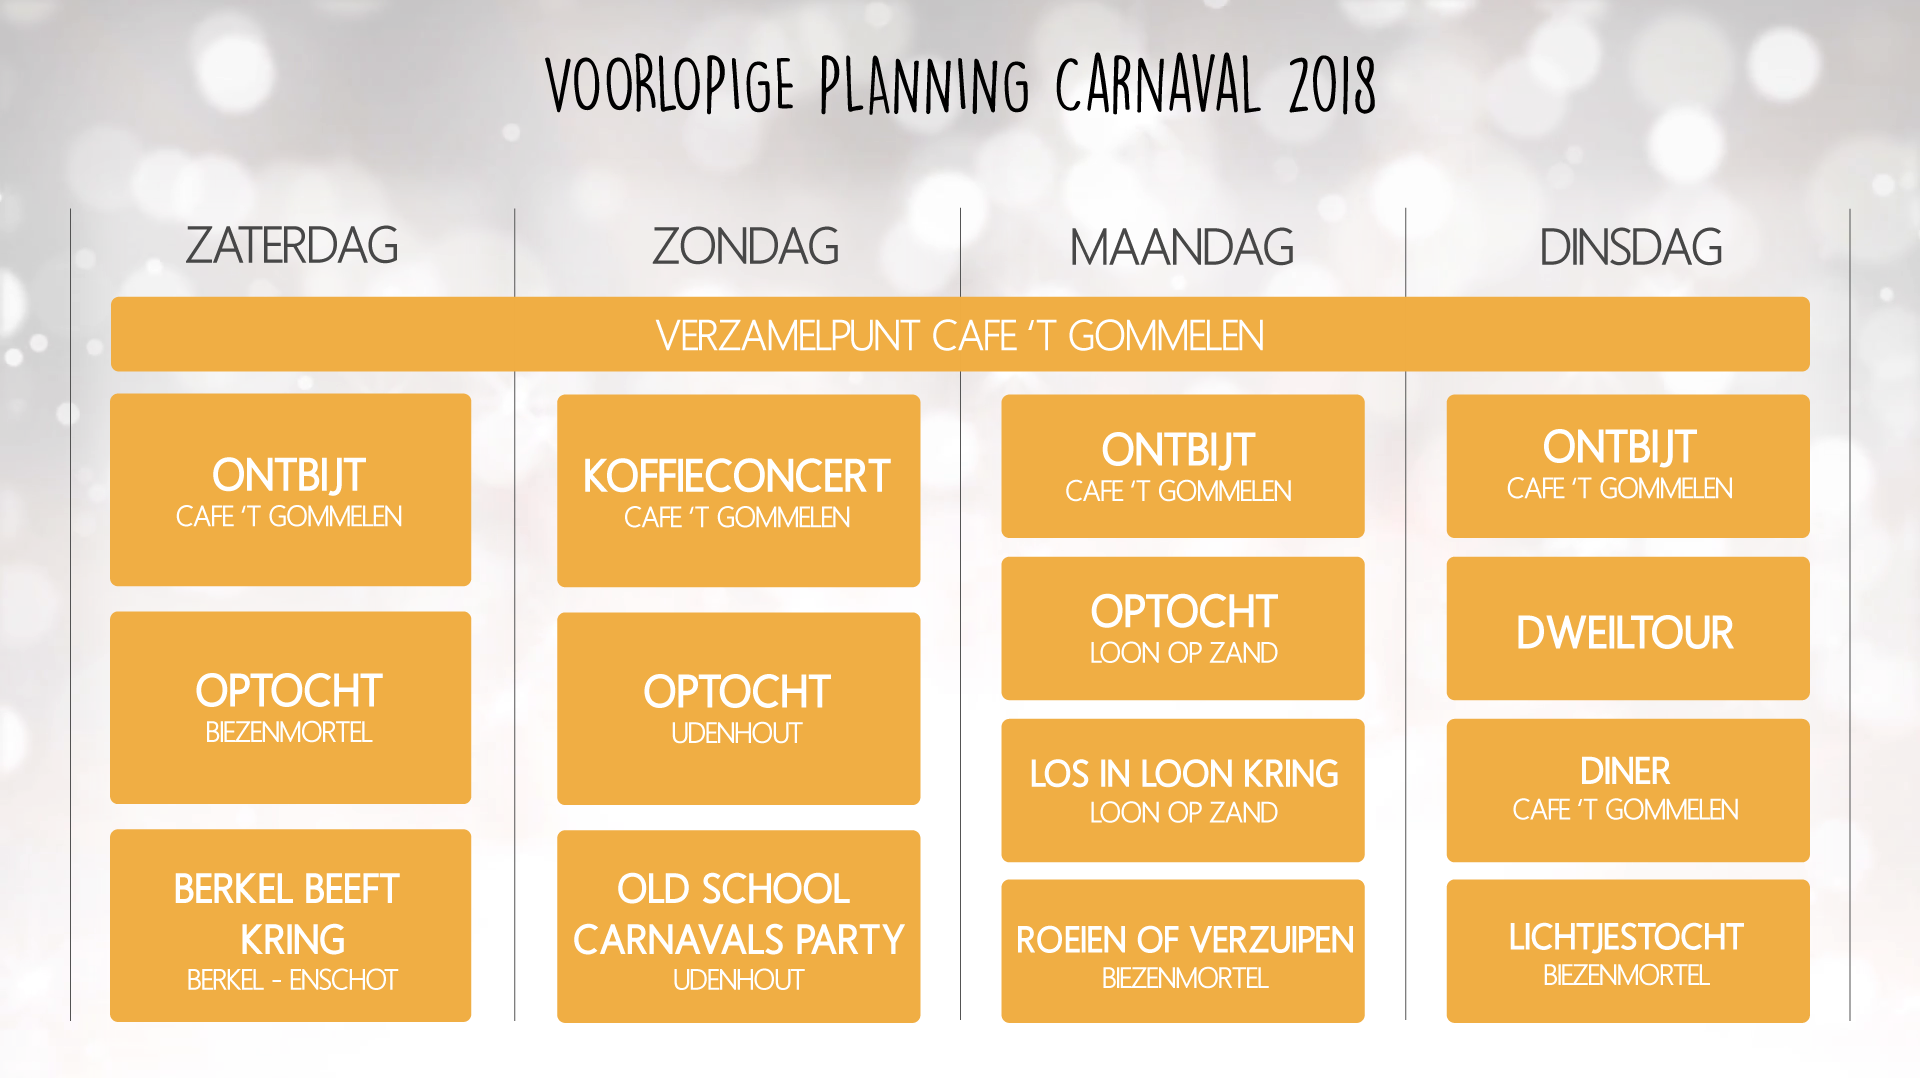 VOORLOPIGE PLANNING CARNAVAL 2018
ZATERDAG
ZONDAG
MAANDAG
DINSDAG
VERZAMELPUNT CAFE ‘T GOMMELEN
ONTBIJT
CAFE ‘T GOMMELEN
OPTOCHT
BIEZENMORTEL
BERKEL BEEFT
KRING
BERKEL - ENSCHOT
KOFFIECONCERT
CAFE ‘T GOMMELEN
OPTOCHT
UDENHOUT
OLD SCHOOL
CARNAVALS PARTY
UDENHOUT
ONTBIJT
CAFE ‘T GOMMELEN
OPTOCHT
LOON OP ZAND
LOS IN LOON KRING
LOON OP ZAND
ROEIEN OF VERZUIPEN
BIEZENMORTEL
ONTBIJT
CAFE ‘T GOMMELEN
DWEILTOUR
DINER
CAFE ‘T GOMMELEN
LICHTJESTOCHT
BIEZENMORTEL